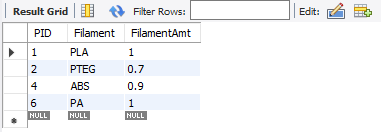 Result Grid Filter Rows: Edit:
PID Filament FilamentAmt
1 PLA 1
2 PTEG 0.7
4 ABS 0.9
6 PA 1
NULL NULL NULL